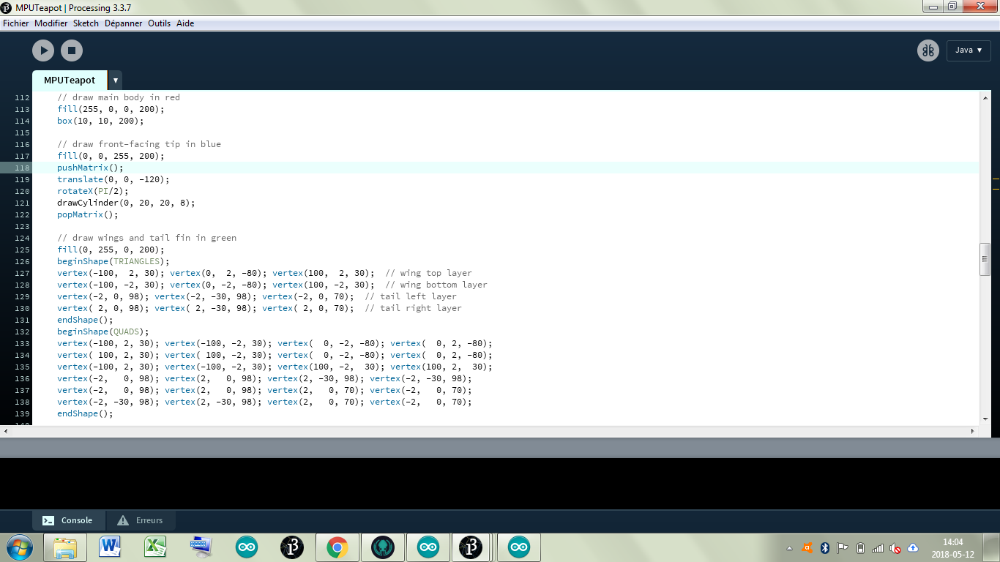 MPUTeapot | Processing 3.3.7
Fichier Modifier Sketch Dépanner Outils Aide
Java ▾
MPUTeapot ▾
112 // draw main body in red
113 fill(255, 0, 0, 200);
114 box(10, 10, 200);
115
116 // draw front-facing tip in blue
117 fill(0, 0, 255, 200);
118 pushMatrix();
119 translate(0, 0, -120);
120 rotateX(PI/2);
121 drawCylinder(0, 20, 20, 8);
122 popMatrix();
123
124 // draw wings and tail fin in green
125 fill(0, 255, 0, 200);
126 beginShape(TRIANGLES);
127 vertex(-100,  2, 30); vertex(0,  2, -80); vertex(100,  2, 30);  // wing top layer
128 vertex(-100, -2, 30); vertex(0, -2, -80); vertex(100, -2, 30);  // wing bottom layer
129 vertex(-2, 0, 98); vertex(-2, -30, 98); vertex(-2, 0, 70);  // tail left layer
130 vertex( 2, 0, 98); vertex( 2, -30, 98); vertex( 2, 0, 70);  // tail right layer
131 endShape();
132 beginShape(QUADS);
133 vertex(-100, 2, 30); vertex(-100, -2, 30); vertex(  0, -2, -80); vertex(  0, 2, -80);
134 vertex( 100, 2, 30); vertex( 100, -2, 30); vertex(  0, -2, -80); vertex(  0, 2, -80);
135 vertex(-100, 2, 30); vertex(-100, -2, 30); vertex(100, -2,  30); vertex(100, 2,  30);
136 vertex(-2,   0, 98); vertex(2,   0, 98); vertex(2, -30, 98); vertex(-2, -30, 98);
137 vertex(-2,   0, 98); vertex(2,   0, 98); vertex(2,   0, 70); vertex(-2,   0, 70);
138 vertex(-2, -30, 98); vertex(2, -30, 98); vertex(2,   0, 70); vertex(-2,   0, 70);
139 endShape();
140
Console Erreurs
14:04
2018-05-12